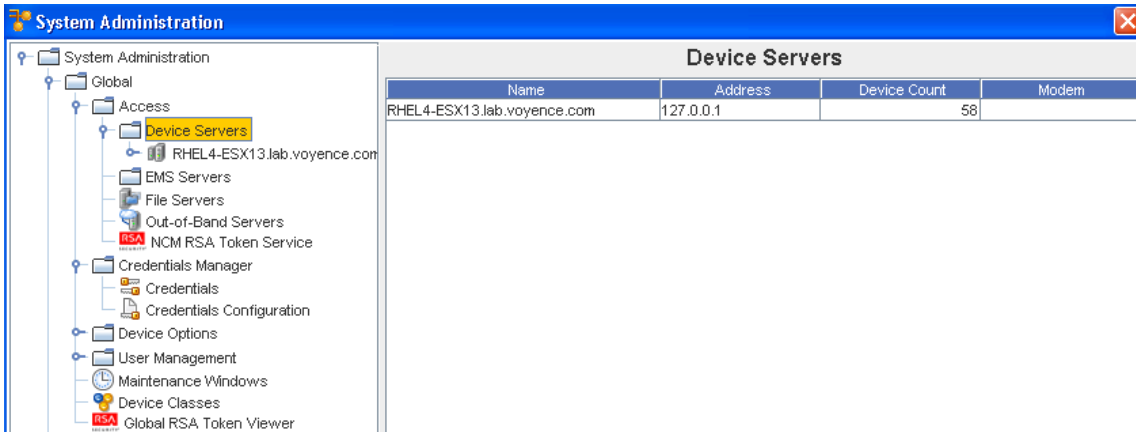 System Administration
System Administration
Global
Access
Device Servers
RHEL4-ESX13.lab.voyence.com
EMS Servers
File Servers
Out-of-Band Servers
RSA NCM RSA Token Service
Credentials Manager
Credentials
Credentials Configuration
Device Options
User Management
Maintenance Windows
Device Classes
RSA Global RSA Token Viewer
Device Servers
Name Address Device Count Modem
RHEL4-ESX13.lab.voyence.com 127.0.0.1 58